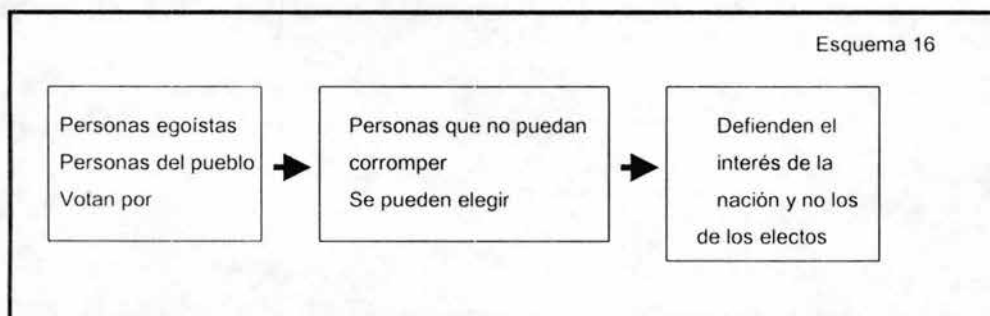 Esquema 16
Personas egoístas
Personas del pueblo
Votan por
Personas que no puedan
corromper
Se pueden elegir
Defienden el
interés de la
nación y no los
de los electos